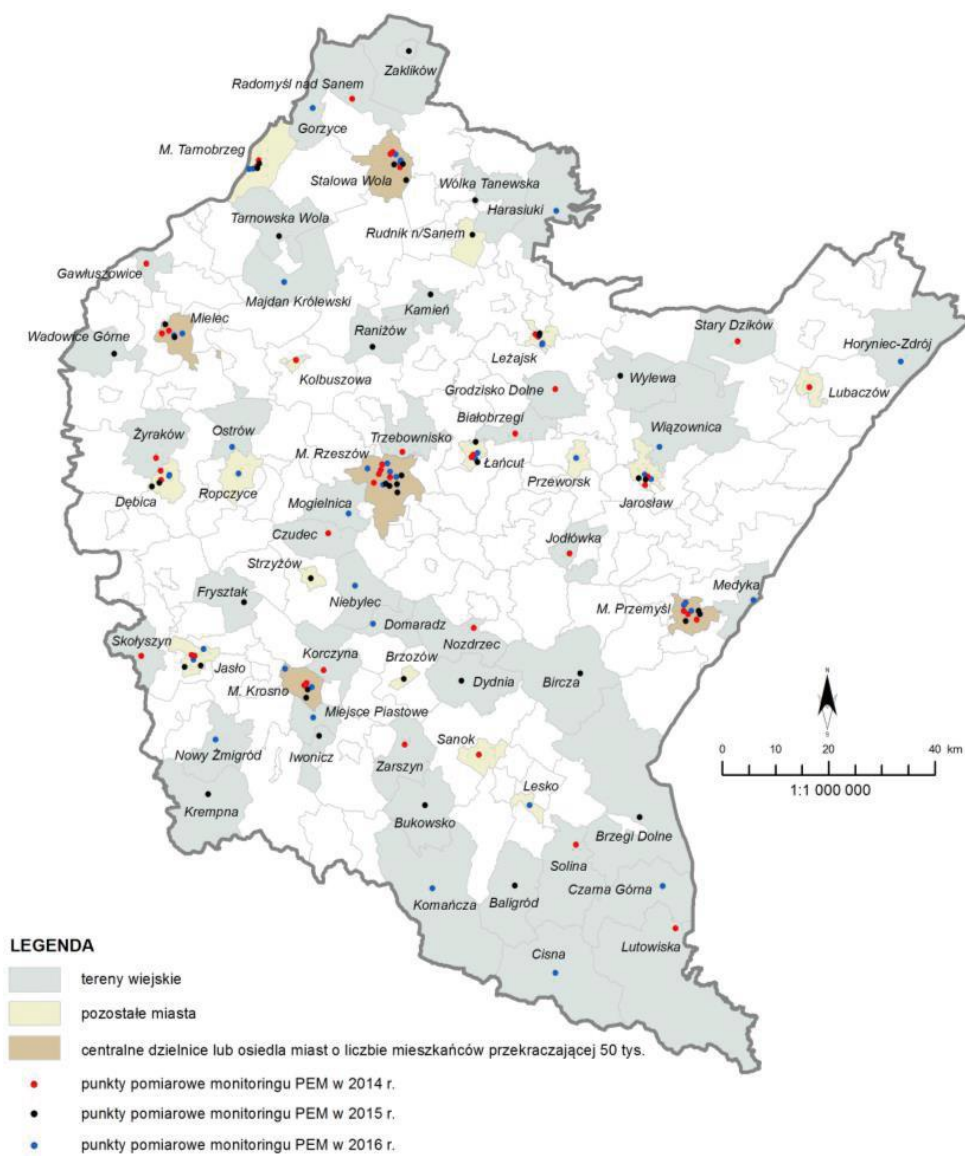 Zaklików
Radomyśl nad Sanem
Gorzyce
M. Tarnobrzeg
Stalowa Wola
Wólka Tanewska
Harasiuki
Tarnowska Wola
Rudnik n/Sanem
Gawłuszowice
Majdan Królewski
Kamień
Mielec
Raniżów
Stary Dzików
Wadowice Górne
Leżajsk
Horyniec-Zdrój
Kolbuszowa
Wylewa
Grodzisko Dolne
Lubaczów
Białobrzegi
Żyraków
Ostrów
Trzebownisko
Wiązownica
M. Rzeszów
Łańcut
Przeworsk
Dębica
Ropczyce
Mogielnica
Jarosław
Czudec
Jodłówka
Strzyżów
Frysztak
Niebylec
Medyka
M. Przemyśl
Domaradz
Nozdrzec
Skołyszyn
Korczyna
Brzozów
Jasło
Dydnia
Bircza
M. Krosno
Miejsce Piastowe
N
S
Sanok
Nowy Żmigród
Iwonicz
Zarszyn
0 10 20 40 km
1:1 000 000
Lesko
Krempna
Bukowsko
Brzegi Dolne
Solina
Czarna Górna
Komańcza
Baligród
Lutowiska
Cisna
LEGENDA
tereny wiejskie
pozostałe miasta
centralne dzielnice lub osiedla miast o liczbie mieszkańców przekraczającej 50 tys.
punkty pomiarowe monitoringu PEM w 2014 r.
punkty pomiarowe monitoringu PEM w 2015 r.
punkty pomiarowe monitoringu PEM w 2016 r.